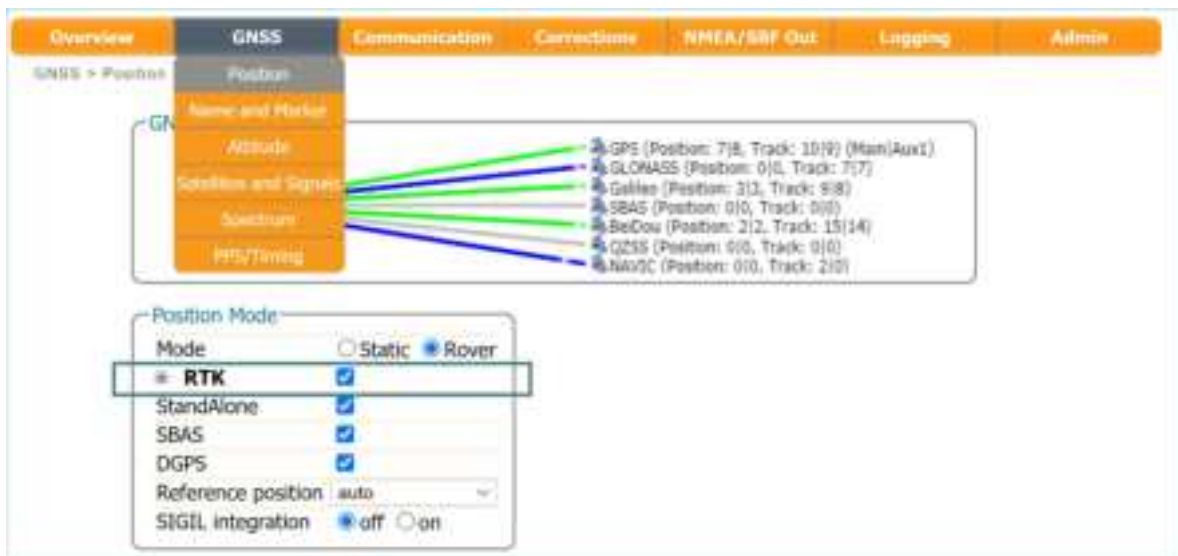 Overview GNSS Communication Corrections NMEA/SBF Out Logging Admin
GNSS > Position
Position
Name and Marker
Attitude
Satellites and Signals
Spectrum
PPS/Timing
GN
GPS (Position: 7|8, Track: 10|9) (Main|Aux1)
GLONASS (Position: 0|0, Track: 7|7)
Galileo (Position: 3|3, Track: 9|8)
SBAS (Position: 0|0, Track: 0|0)
BeiDou (Position: 2|2, Track: 15|14)
QZSS (Position: 0|0, Track: 0|0)
NAVIC (Position: 0|0, Track: 2|0)
Position Mode
Mode Static Rover
RTK
StandAlone
SBAS
DGPS
Reference position auto
SIGIL integration off on